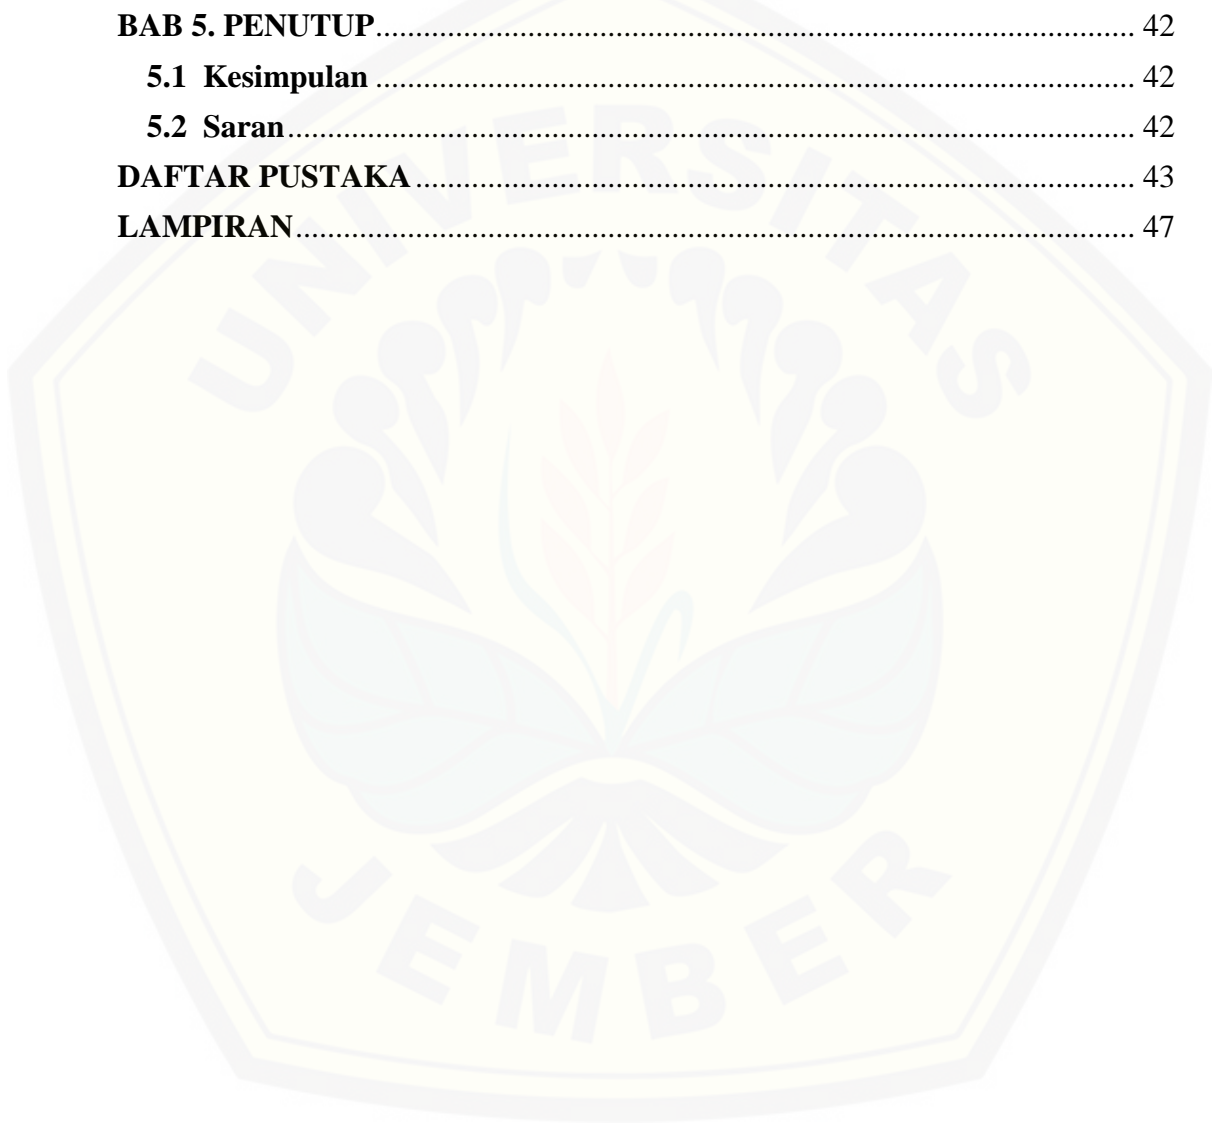 BAB 5. PENUTUP.................................................................................................. 42
5.1 Kesimpulan .................................................................................................. 42
5.2 Saran............................................................................................................. 42
DAFTAR PUSTAKA ............................................................................................ 43
LAMPIRAN............................................................................................................ 47
UNIVERSITAS
JEMBER